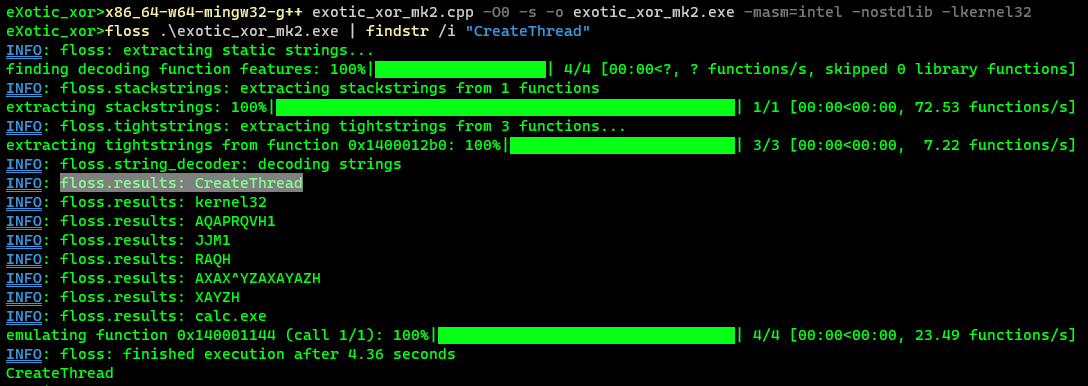 eXotic_xor>x86_64-w64-mingw32-g++ exotic_xor_mk2.cpp -O0 -s -o exotic_xor_mk2.exe -masm=intel -nostdlib -lkernel32
eXotic_xor>floss .\exotic_xor_mk2.exe | findstr /i "CreateThread"
INFO: floss: extracting static strings...
finding decoding function features: 100%|██████████| 4/4 [00:00<?, ? functions/s, skipped 0 library functions]
INFO: floss.stackstrings: extracting stackstrings from 1 functions
extracting stackstrings: 100%|██████████| 1/1 [00:00<00:00, 72.53 functions/s]
INFO: floss.tightstrings: extracting tightstrings from 3 functions...
extracting tightstrings from function 0x1400012b0: 100%|██████████| 3/3 [00:00<00:00,  7.22 functions/s]
INFO: floss.string_decoder: decoding strings
INFO: floss.results: CreateThread
INFO: floss.results: kernel32
INFO: floss.results: AQAPRQVH1
INFO: floss.results: JJM1
INFO: floss.results: RAQH
INFO: floss.results: AXAX^YZAXAYAZH
INFO: floss.results: XAYZH
INFO: floss.results: calc.exe
emulating function 0x140001144 (call 1/1): 100%|██████████| 4/4 [00:00<00:00, 23.49 functions/s]
INFO: floss: finished execution after 4.36 seconds
CreateThread